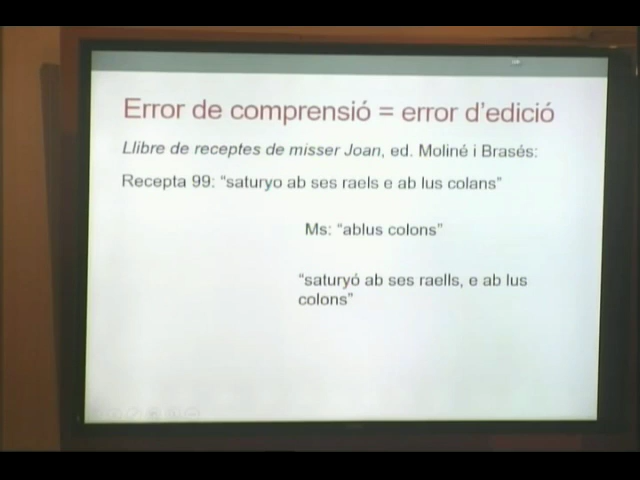 Error de comprensió = error d'edició
Llibre de receptes de misser Joan, ed. Moliné i Brasés:
Recepta 99: "saturyo ab ses raels e ab lus colans"
Ms: "ablus colons"
"saturyó ab ses raells, e ab lus
colons"